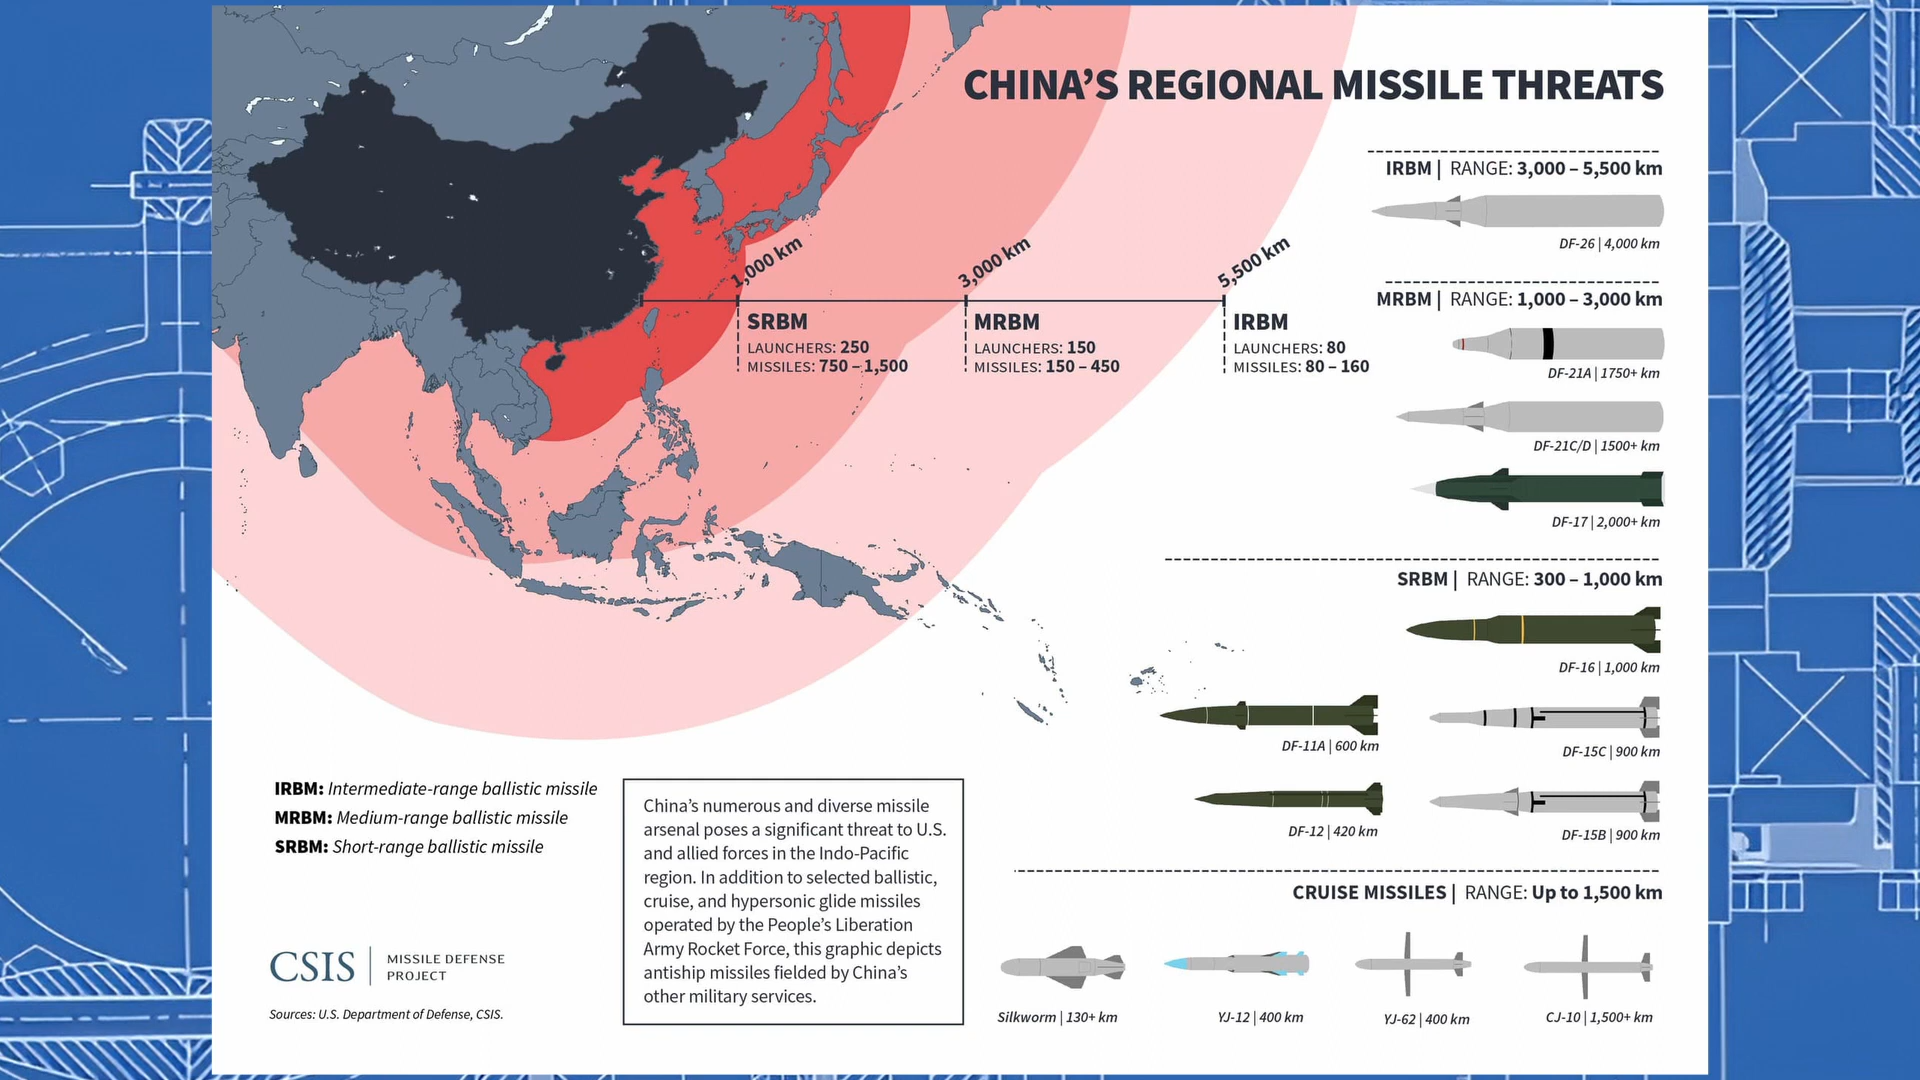 CHINA’S REGIONAL MISSILE THREATS
1,000 km
3,000 km
5,500 km
SRBM
LAUNCHERS: 250
MISSILES: 750 – 1,500
MRBM
LAUNCHERS: 150
MISSILES: 150 – 450
IRBM
LAUNCHERS: 80
MISSILES: 80 – 160
IRBM | RANGE: 3,000 – 5,500 km
DF-26 | 4,000 km
MRBM | RANGE: 1,000 – 3,000 km
DF-21A | 1750+ km
DF-21C/D | 1500+ km
DF-17 | 2,000+ km
SRBM | RANGE: 300 – 1,000 km
DF-16 | 1,000 km
DF-11A | 600 km
DF-15C | 900 km
DF-12 | 420 km
DF-15B | 900 km
CRUISE MISSILES | RANGE: Up to 1,500 km
Silkworm | 130+ km
YJ-12 | 400 km
YJ-62 | 400 km
CJ-10 | 1,500+ km
IRBM: Intermediate-range ballistic missile
MRBM: Medium-range ballistic missile
SRBM: Short-range ballistic missile
China’s numerous and diverse missile
arsenal poses a significant threat to U.S.
and allied forces in the Indo-Pacific
region. In addition to selected ballistic,
cruise, and hypersonic glide missiles
operated by the People’s Liberation
Army Rocket Force, this graphic depicts
antiship missiles fielded by China’s
other military services.
CSIS | MISSILE DEFENSE
PROJECT
Sources: U.S. Department of Defense, CSIS.